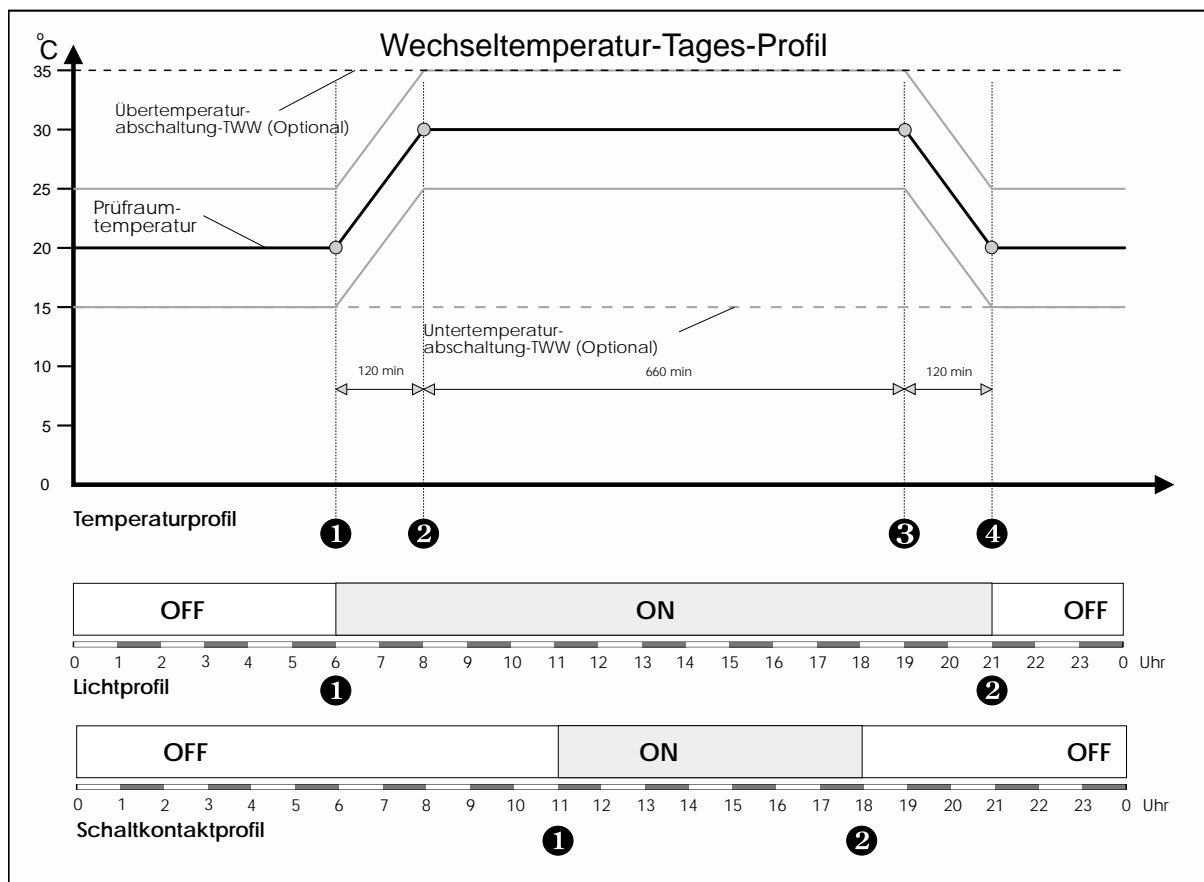 °C
Wechseltemperatur-Tages-Profil
35
Übertemperatur-
abschaltung-TWW (Optional)
30
25
Prüfraum-
temperatur
20
15
Untertemperatur-
abschaltung-TWW (Optional)
10
120 min
660 min
120 min
5
0
Temperaturprofil
1 2 3 4
OFF ON OFF
0 1 2 3 4 5 6 7 8 9 10 11 12 13 14 15 16 17 18 19 20 21 22 23 0 Uhr
Lichtprofil
1 2
OFF ON OFF
0 1 2 3 4 5 6 7 8 9 10 11 12 13 14 15 16 17 18 19 20 21 22 23 0 Uhr
Schaltkontaktprofil
1 2